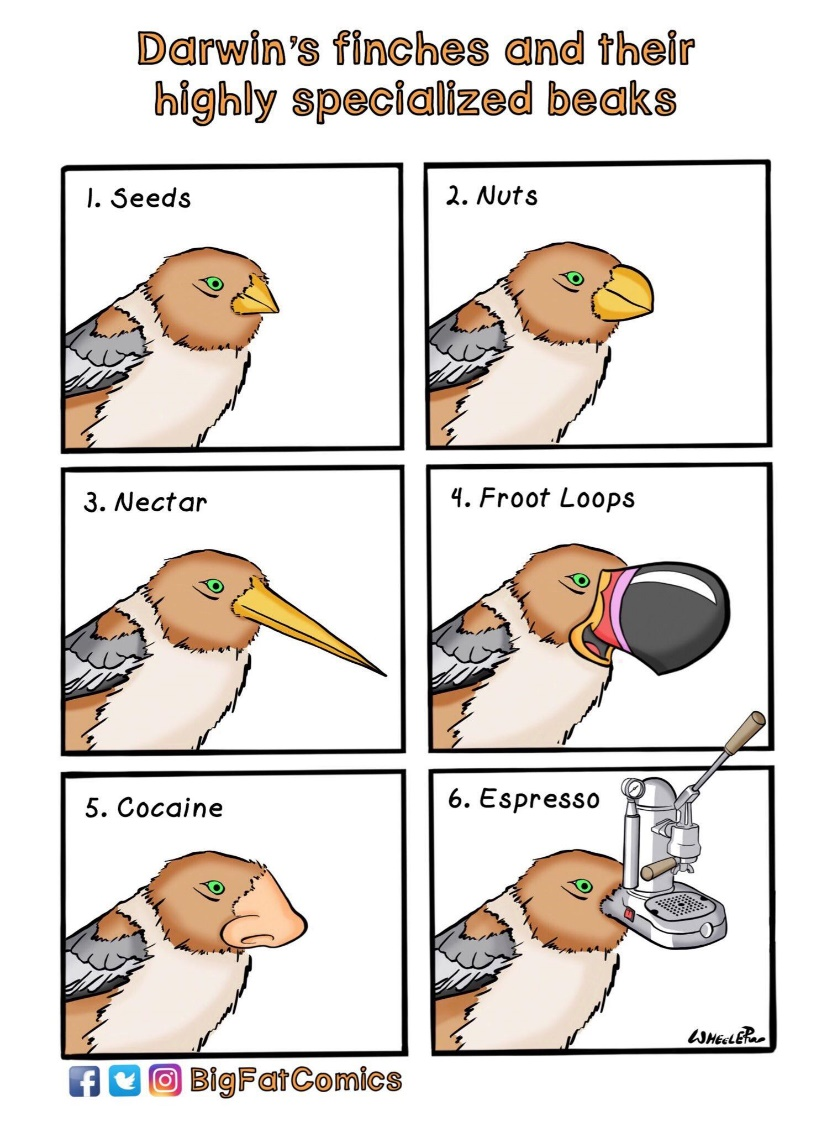 Darwin's finches and their
highly specialized beaks
1. Seeds
2. Nuts
3. Nectar
4. Froot Loops
5. Cocaine
6. Espresso
BigFatComics